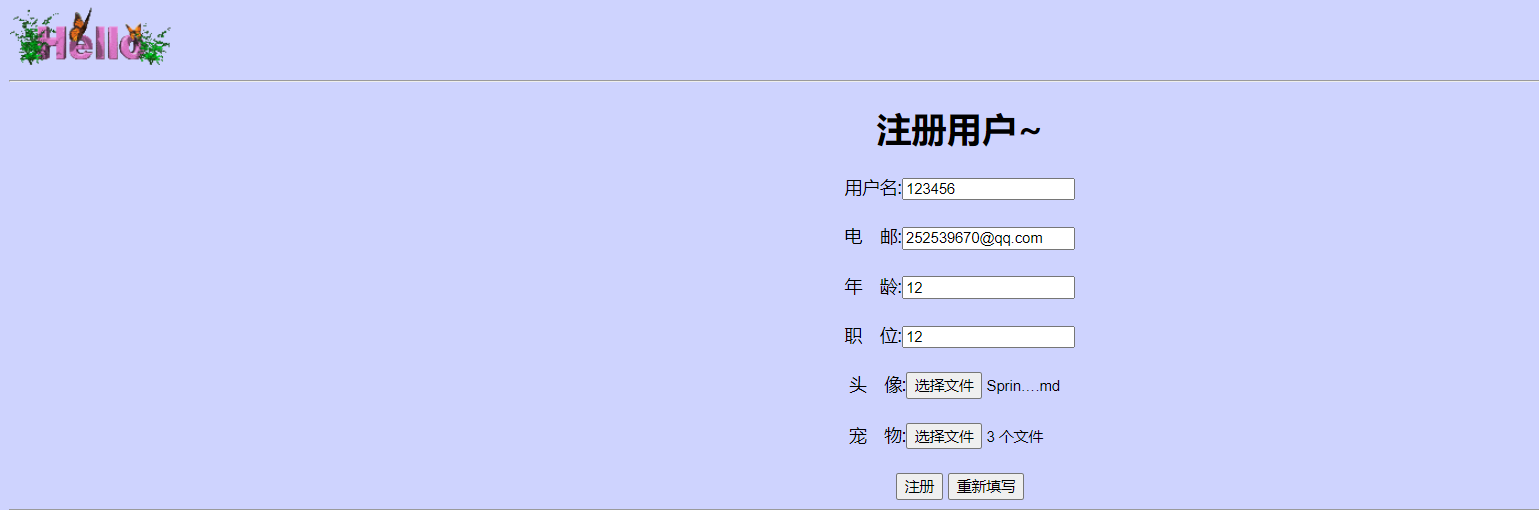 Hello
注册用户~
用户名:123456
电 邮:252539670@qq.com
年 龄:12
职 位:12
头 像:选择文件 Sprin….md
宠 物:选择文件 3 个文件
注册 重新填写